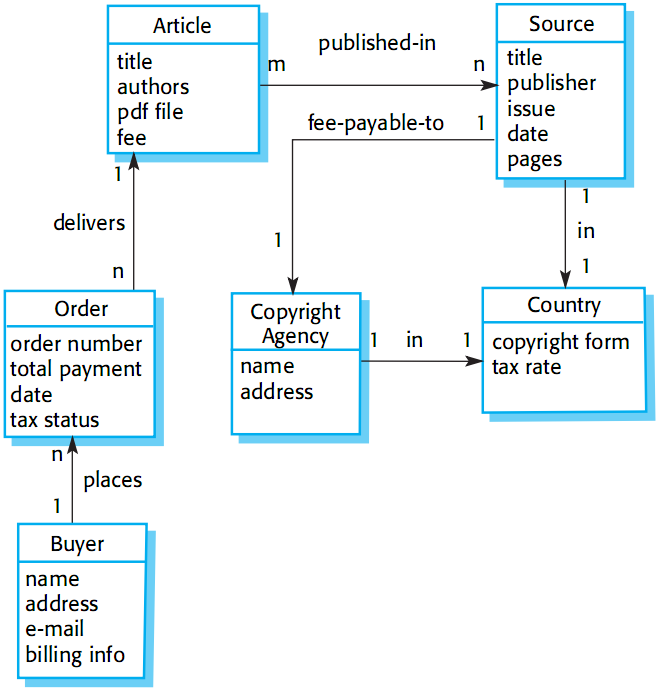 Article
title
authors
pdf file
fee
published-in
m
n
Source
title
publisher
issue
date
pages
fee-payable-to
1
1
1
in
1
1
delivers
n
Order
order number
total payment
date
tax status
Copyright
Agency
name
address
1
in
1
Country
copyright form
tax rate
n
places
1
Buyer
name
address
e-mail
billing info